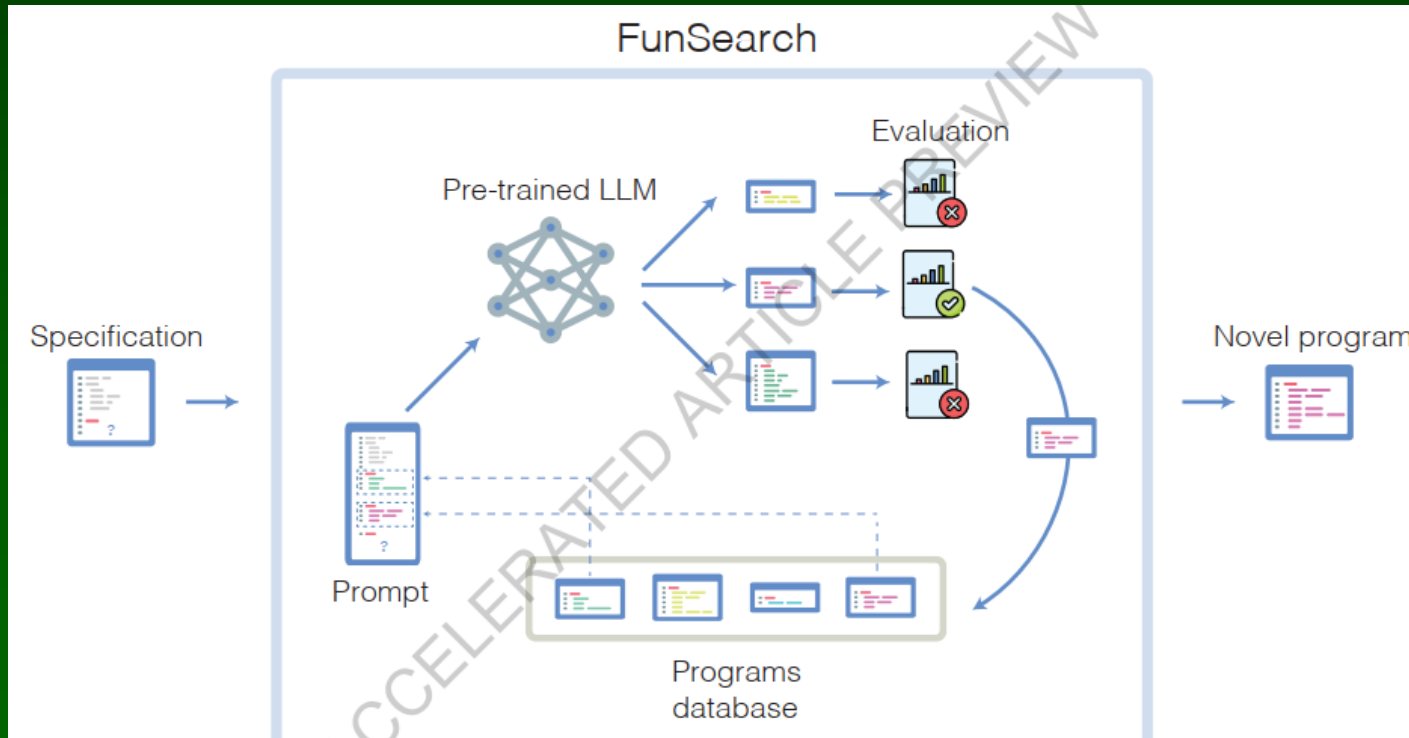 FunSearch
Evaluation
Pre-trained LLM
Specification
?
Novel program
?
Prompt
Programs
database
CCELERATED ARTICLE PREVIEW